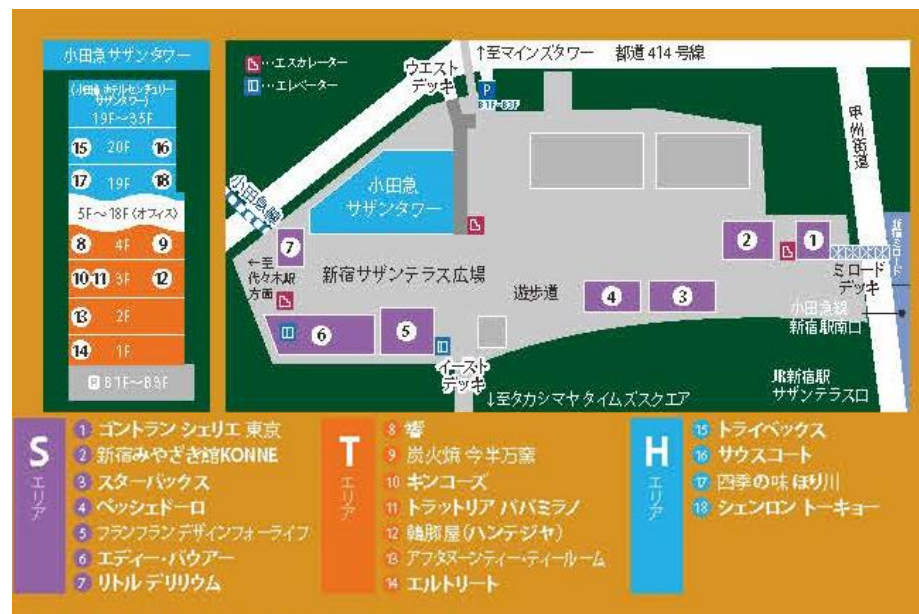 小田急サザンタワー
(小田急 ホテルセンチュリー
サザンタワー)
19F～35F
15 20F 16
17 19F 18
5F～18F(オフィス)
8 4F 9
10 11 3F 12
13 2F
14 1F
P B1F～B3F
…エスカレーター
…エレベーター
ウエスト
デッキ
↑至マインズタワー 都道414号線
P
B1F~B3F
甲州街道
小田急
サザンタワー
小田急線
7
←至
代々木駅
方面
新宿サザンテラス広場
遊歩道
2
1
新宿ミロード
ミロード
デッキ
4
3
小田急線
新宿駅南口
6
5
イースト
デッキ
↓至タカシマヤ タイムズスクエア
JR新宿駅
サザンテラス口
S
エリア
1 ゴントラン シェリエ 東京
2 新宿みやざき館KONNE
3 スターバックス
4 ペッシェドーロ
5 フランフラン デザインフォーライフ
6 エディー・バウアー
7 リトル デリリウム
T
エリア
8 響
9 炭火焼 今半万窯
10 キンコーズ
11 トラットリア パパミラノ
12 韓豚屋(ハンテジャ)
13 アフタヌーンティー・ティールーム
14 エルトリート
H
エリア
15 トライベックス
16 サウスコート
17 四季の味 ほり川
18 シェンロン トーキョー